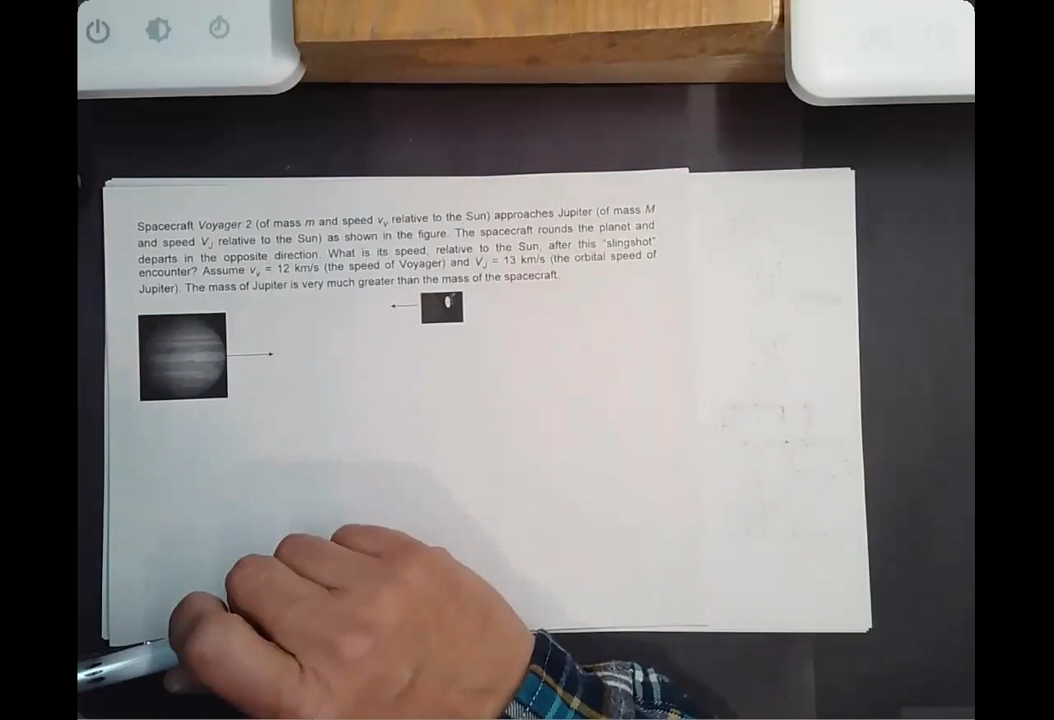 Spacecraft Voyager 2 (of mass m and speed vᵥ relative to the Sun) approaches Jupiter (of mass M
and speed V_J relative to the Sun) as shown in the figure. The spacecraft rounds the planet and
departs in the opposite direction. What is its speed, relative to the Sun, after this "slingshot"
encounter? Assume vᵥ = 12 km/s (the speed of Voyager) and V_J = 13 km/s (the orbital speed of
Jupiter). The mass of Jupiter is very much greater than the mass of the spacecraft.